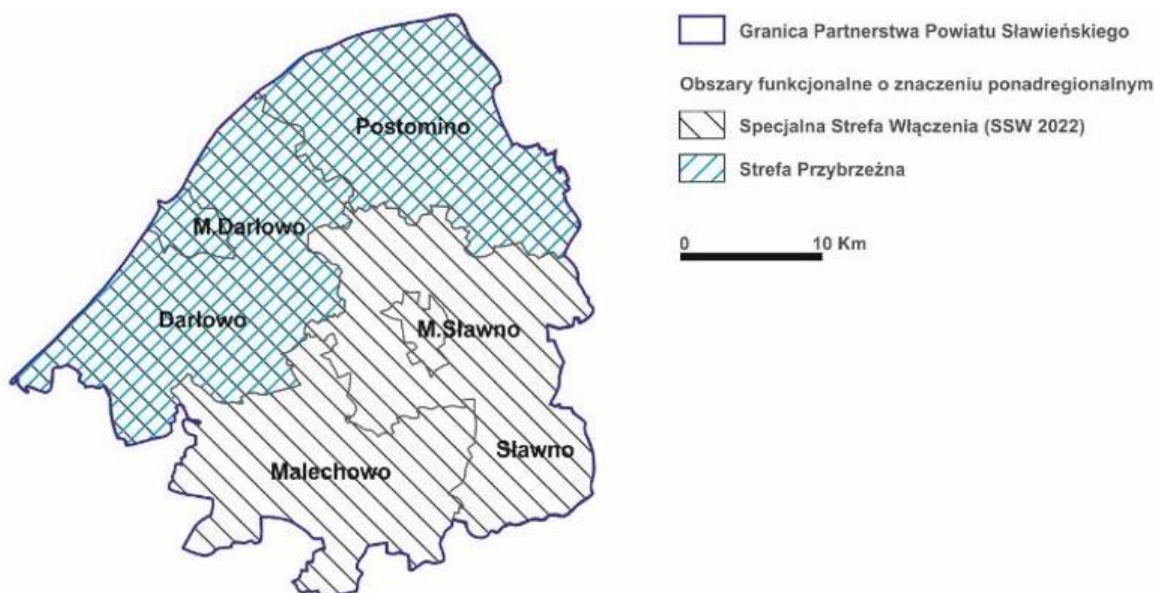 Postomino
M.Darłowo
Darłowo
M.Sławno
Sławno
Malechowo
Granica Partnerstwa Powiatu Sławieńskiego
Obszary funkcjonalne o znaczeniu ponadregionalnym
Specjalna Strefa Włączenia (SSW 2022)
Strefa Przybrzeżna
0 10 Km